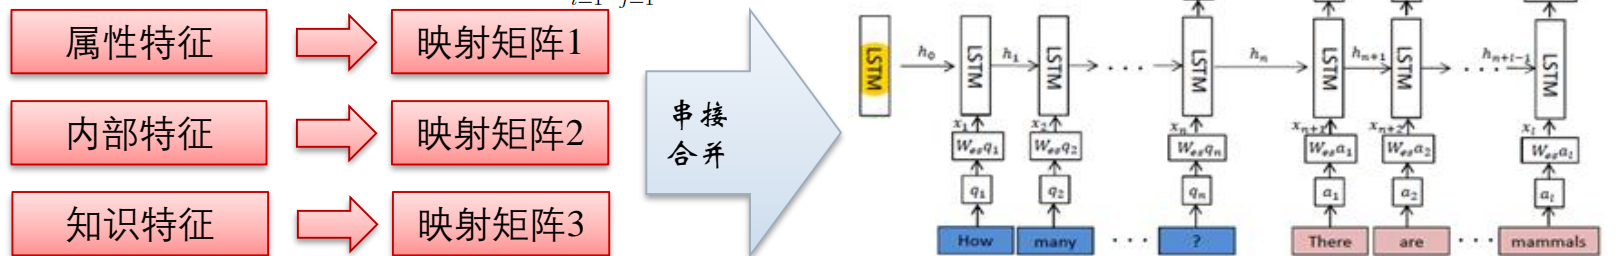 属性特征
映射矩阵1
内部特征
映射矩阵2
知识特征
映射矩阵3
串接
合并
LSTM
h₀
LSTM
h₁
LSTM
· · ·
LSTM
hₙ
LSTM
hₙ₊₁
LSTM
· · ·
hₙ₊ₗ₋₁
LSTM
x₁
x₂
xₙ
xₙ₊₁
xₙ₊₂
xₗ
Wₑₛq₁
Wₑₛq₂
Wₑₛqₙ
Wₑₛa₁
Wₑₛa₂
Wₑₛaₗ
q₁
q₂
qₙ
a₁
a₂
aₗ
How
many
· · ·
?
There
are
· · ·
mammals